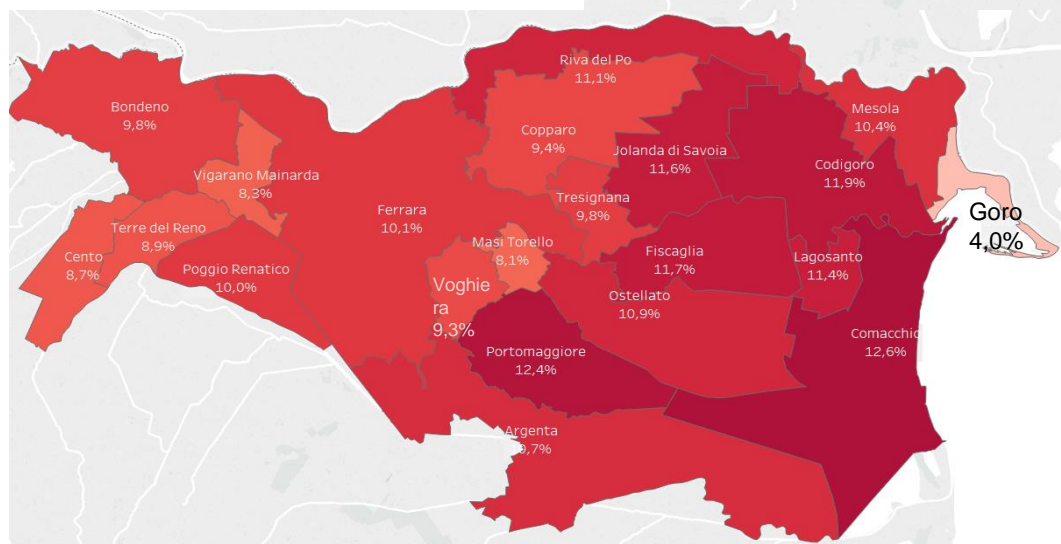 Riva del Po
11,1%
Bondeno
9,8%
Mesola
10,4%
Copparo
9,4%
Jolanda di Savoia
11,6%
Codigoro
11,9%
Vigarano Mainarda
8,3%
Tresignana
9,8%
Ferrara
10,1%
Goro
4,0%
Terre del Reno
8,9%
Masi Torello
8,1%
Fiscaglia
11,7%
Lagosanto
11,4%
Cento
8,7%
Poggio Renatico
10,0%
Voghie
ra
9,3%
Ostellato
10,9%
Comacchio
12,6%
Portomaggiore
12,4%
Argenta